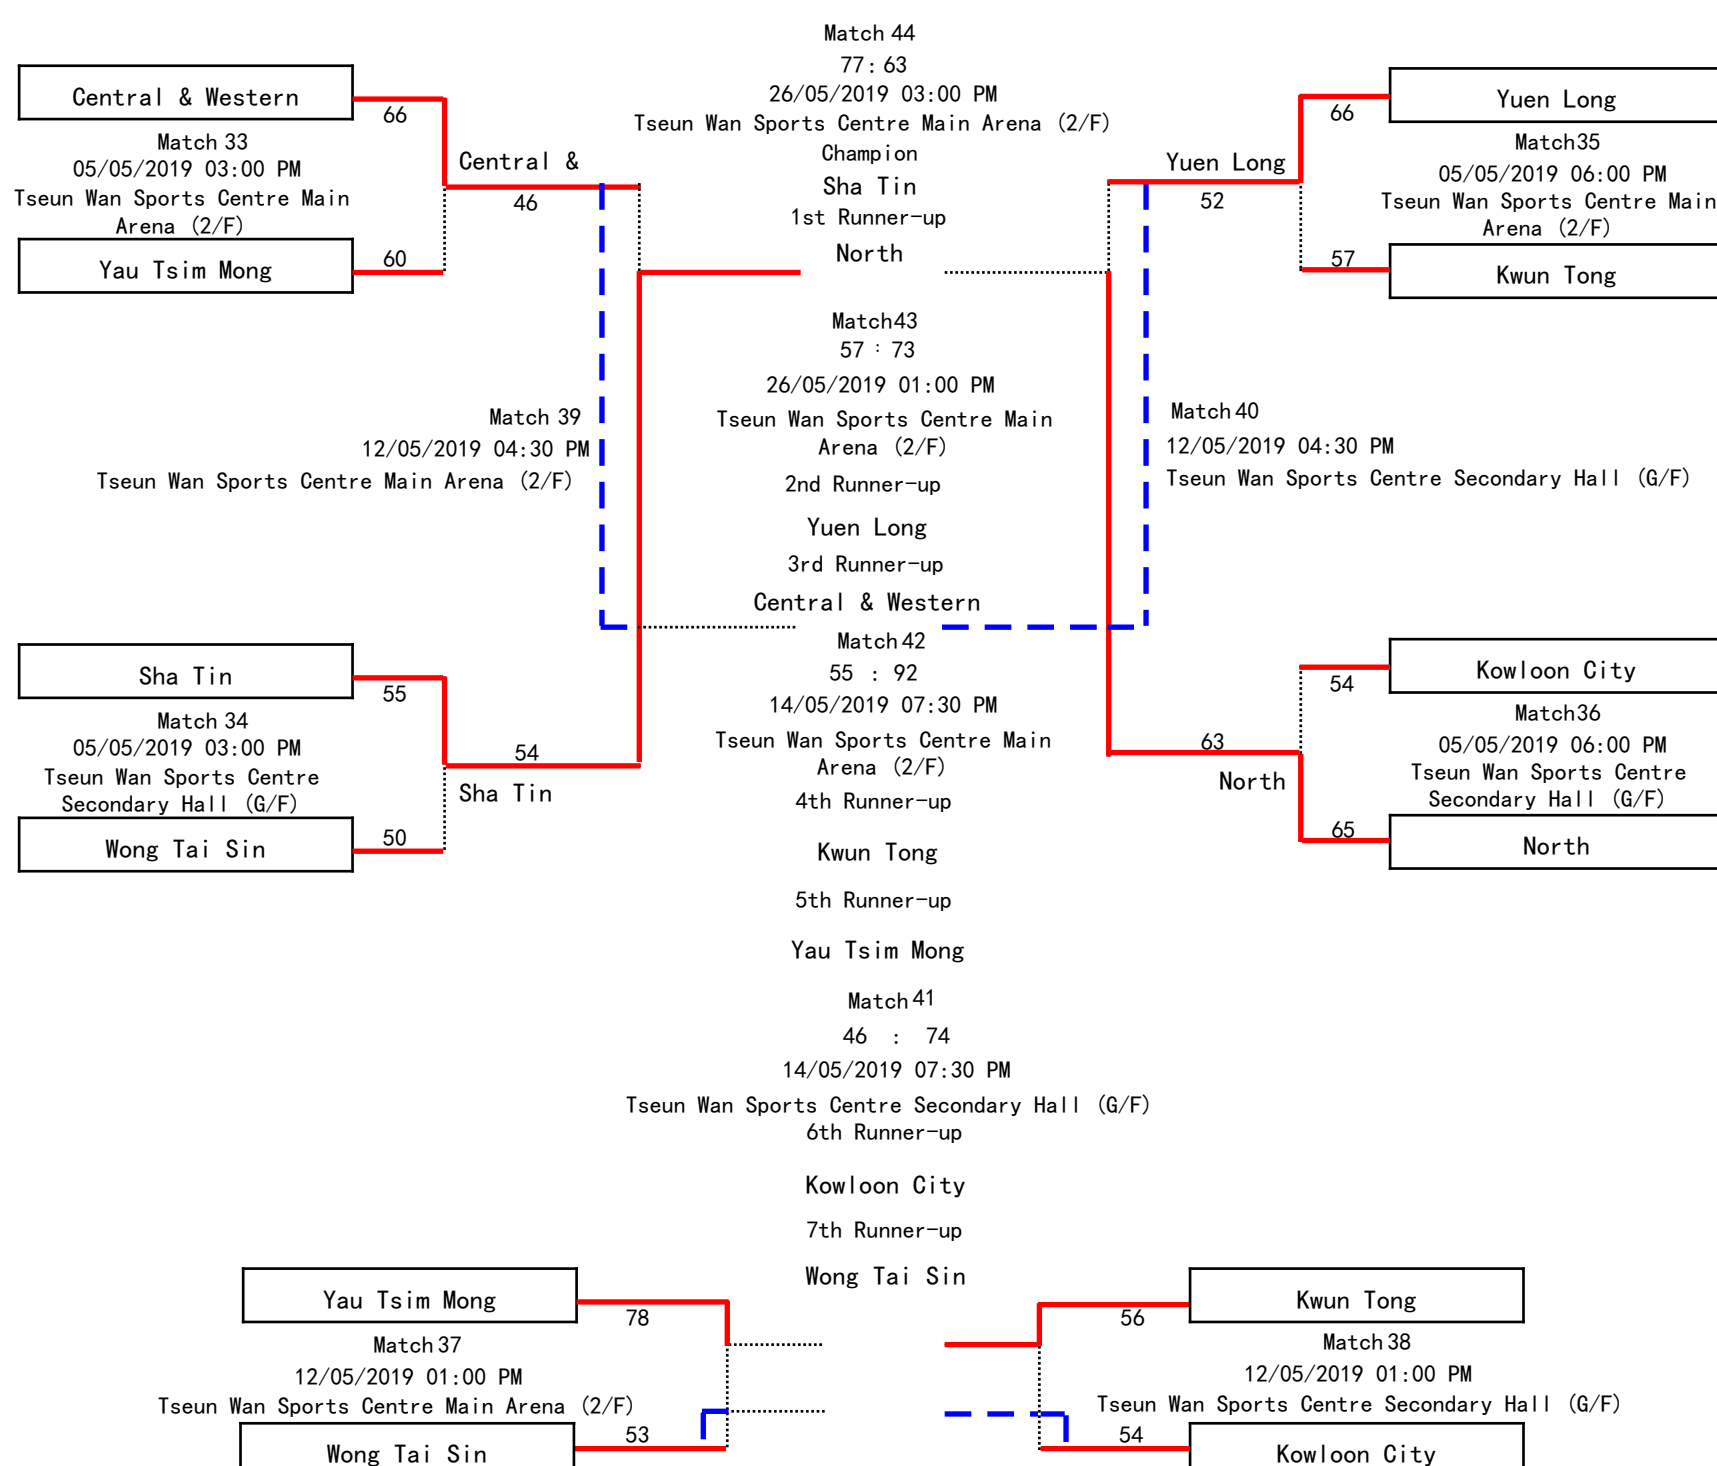 Match 44
77: 63
26/05/2019 03:00 PM
Tseun Wan Sports Centre Main Arena (2/F)
Champion
Sha Tin
1st Runner-up
North
Central & Western
66
Match 33
05/05/2019 03:00 PM
Tseun Wan Sports Centre Main
Arena (2/F)
60
Yau Tsim Mong
Central &
46
Yuen Long
52
Yuen Long
66
Match35
05/05/2019 06:00 PM
Tseun Wan Sports Centre Main
Arena (2/F)
57
Kwun Tong
Match43
57 : 73
26/05/2019 01:00 PM
Tseun Wan Sports Centre Main
Arena (2/F)
2nd Runner-up
Yuen Long
3rd Runner-up
Central & Western
Match 39
12/05/2019 04:30 PM
Tseun Wan Sports Centre Main Arena (2/F)
Match 40
12/05/2019 04:30 PM
Tseun Wan Sports Centre Secondary Hall (G/F)
Sha Tin
55
Match 34
05/05/2019 03:00 PM
Tseun Wan Sports Centre
Secondary Hall (G/F)
50
Wong Tai Sin
54
Sha Tin
Match 42
55 : 92
14/05/2019 07:30 PM
Tseun Wan Sports Centre Main
Arena (2/F)
4th Runner-up
Kwun Tong
5th Runner-up
Yau Tsim Mong
63
North
Kowloon City
54
Match36
05/05/2019 06:00 PM
Tseun Wan Sports Centre
Secondary Hall (G/F)
65
North
Match 41
46 : 74
14/05/2019 07:30 PM
Tseun Wan Sports Centre Secondary Hall (G/F)
6th Runner-up
Kowloon City
7th Runner-up
Wong Tai Sin
Yau Tsim Mong
78
Match 37
12/05/2019 01:00 PM
Tseun Wan Sports Centre Main Arena (2/F)
53
Wong Tai Sin
Kwun Tong
56
Match 38
12/05/2019 01:00 PM
Tseun Wan Sports Centre Secondary Hall (G/F)
54
Kowloon City